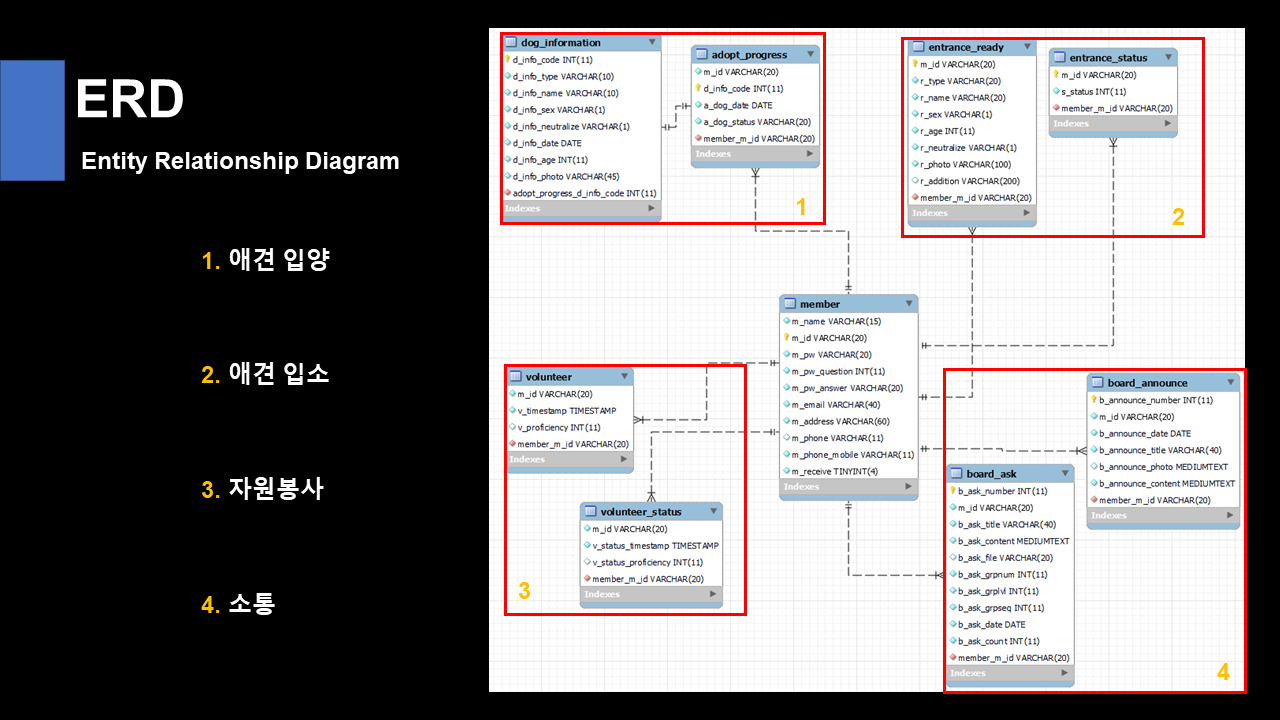 ERD
Entity Relationship Diagram
1. 애견 입양
2. 애견 입소
3. 자원봉사
4. 소통
dog_information
d_info_code INT(11)
d_info_type VARCHAR(10)
d_info_name VARCHAR(10)
d_info_sex VARCHAR(1)
d_info_neutralize VARCHAR(1)
d_info_date DATE
d_info_age INT(11)
d_info_photo VARCHAR(45)
adopt_progress_d_info_code INT(11)
Indexes
adopt_progress
m_id VARCHAR(20)
d_info_code INT(11)
a_dog_date DATE
a_dog_status VARCHAR(20)
member_m_id VARCHAR(20)
Indexes
1
entrance_ready
m_id VARCHAR(20)
r_type VARCHAR(20)
r_name VARCHAR(20)
r_sex VARCHAR(1)
r_age INT(11)
r_neutralize VARCHAR(1)
r_photo VARCHAR(100)
r_addition VARCHAR(200)
member_m_id VARCHAR(20)
Indexes
entrance_status
m_id VARCHAR(20)
s_status INT(11)
member_m_id VARCHAR(20)
Indexes
2
member
m_name VARCHAR(15)
m_id VARCHAR(20)
m_pw VARCHAR(20)
m_pw_question INT(11)
m_pw_answer VARCHAR(20)
m_email VARCHAR(40)
m_address VARCHAR(60)
m_phone VARCHAR(11)
m_phone_mobile VARCHAR(11)
m_receive TINYINT(4)
Indexes
volunteer
m_id VARCHAR(20)
v_timestamp TIMESTAMP
v_proficiency INT(11)
member_m_id VARCHAR(20)
Indexes
volunteer_status
m_id VARCHAR(20)
v_status_timestamp TIMESTAMP
v_status_profciency INT(11)
member_m_id VARCHAR(20)
Indexes
3
board_announce
b_announce_number INT(11)
m_id VARCHAR(20)
b_announce_date DATE
b_announce_title VARCHAR(40)
b_announce_photo MEDIUMTEXT
b_announce_content MEDIUMTEXT
member_m_id VARCHAR(20)
Indexes
board_ask
b_ask_number INT(11)
m_id VARCHAR(20)
b_ask_title VARCHAR(40)
b_ask_content MEDIUMTEXT
b_ask_file VARCHAR(20)
b_ask_grpnum INT(11)
b_ask_grplvl INT(11)
b_ask_grpseq INT(11)
b_ask_date DATE
b_ask_count INT(11)
member_m_id VARCHAR(20)
Indexes
4